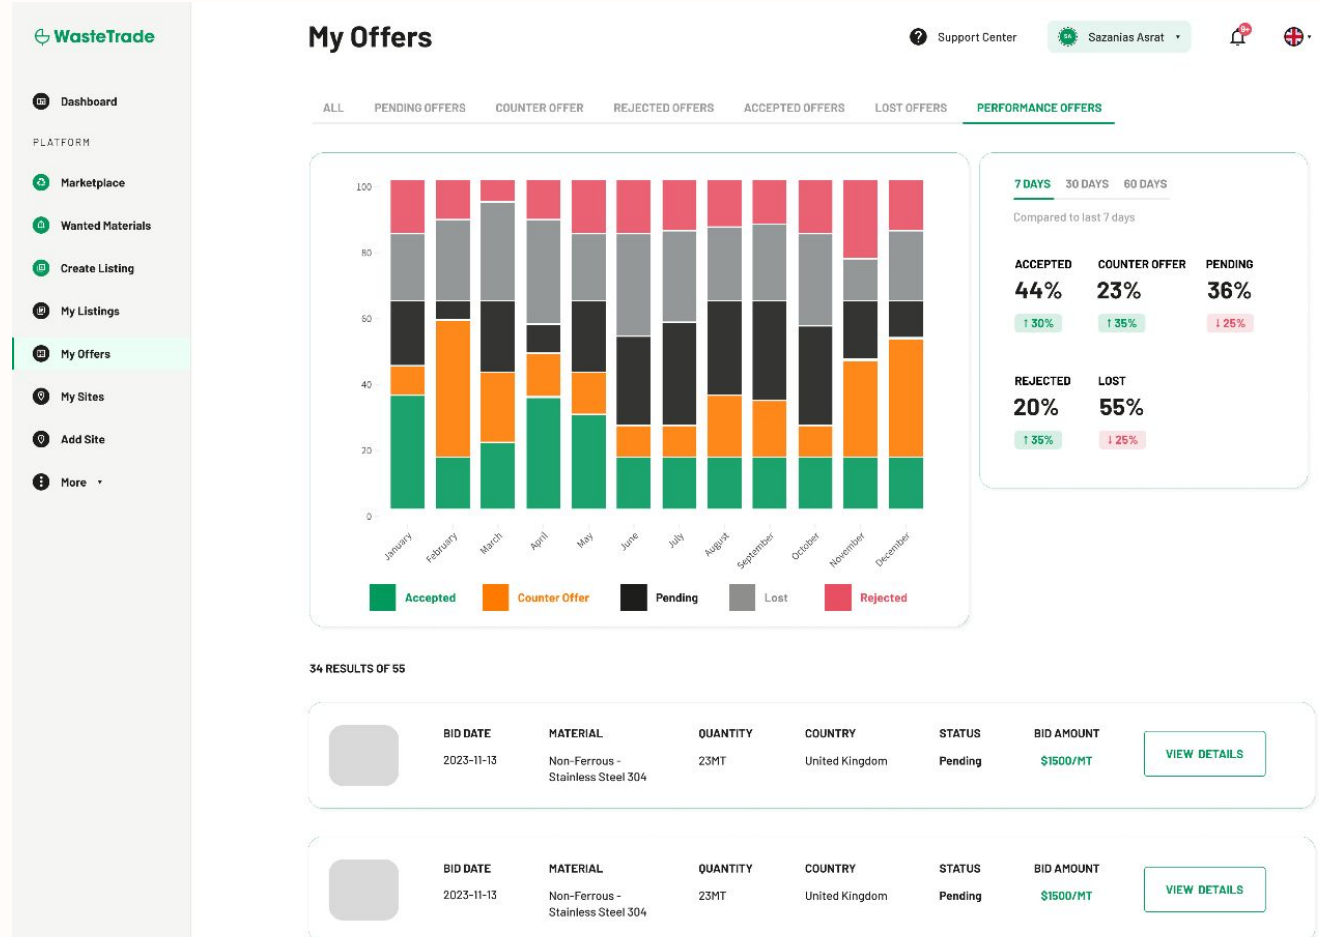 WasteTrade
My Offers
Support Center
SA
Sazanias Asrat
9+
Dashboard
PLATFORM
Marketplace
Wanted Materials
Create Listing
My Listings
My Offers
My Sites
Add Site
More
ALL PENDING OFFERS COUNTER OFFER REJECTED OFFERS ACCEPTED OFFERS LOST OFFERS PERFORMANCE OFFERS
100
80
60
40
20
0
January February March April May June July August September October November December
Accepted Counter Offer Pending Lost Rejected
7 DAYS 30 DAYS 60 DAYS
Compared to last 7 days
ACCEPTED COUNTER OFFER PENDING
44% 23% 36%
↑ 30% ↑ 35% ↓ 25%
REJECTED LOST
20% 55%
↑ 35% ↓ 25%
34 RESULTS OF 55
BID DATE MATERIAL QUANTITY COUNTRY STATUS BID AMOUNT
2023-11-13 Non-Ferrous - 23MT United Kingdom Pending $1500/MT VIEW DETAILS
Stainless Steel 304
BID DATE MATERIAL QUANTITY COUNTRY STATUS BID AMOUNT
2023-11-13 Non-Ferrous - 23MT United Kingdom Pending $1500/MT VIEW DETAILS
Stainless Steel 304